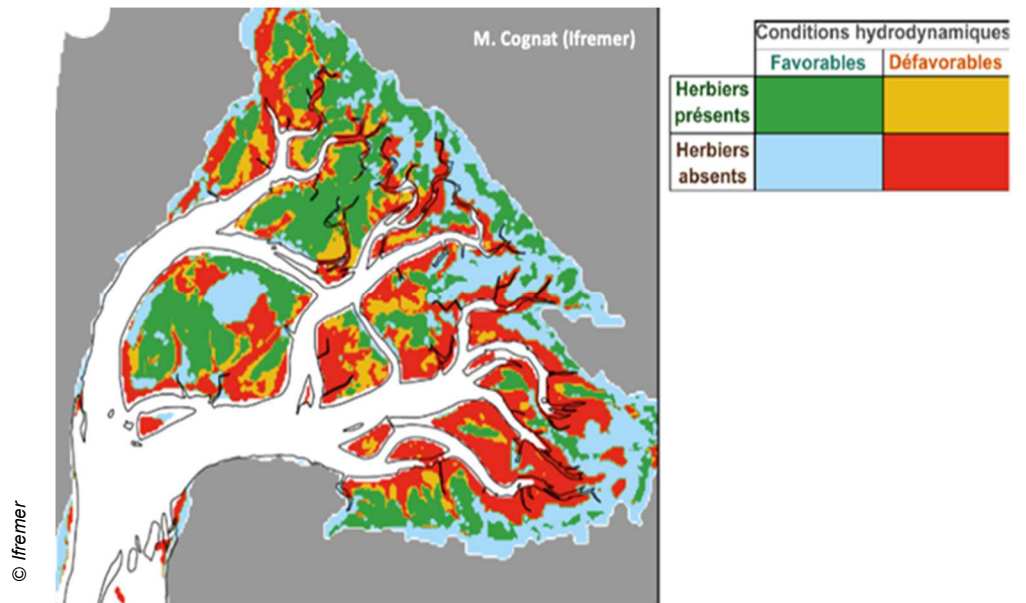 M. Cognat (Ifremer)
Conditions hydrodynamiques
Favorables Défavorables
Herbiers
présents
Herbiers
absents
© Ifremer